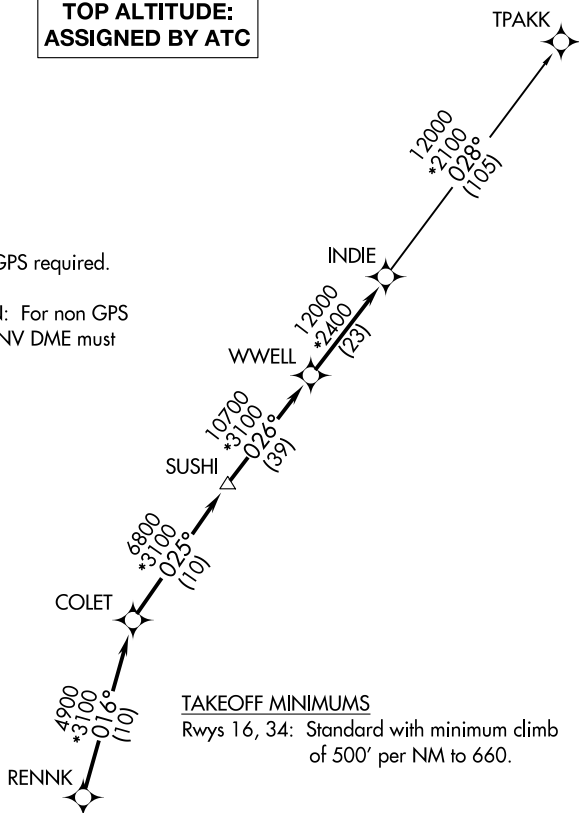 TOP ALTITUDE:
ASSIGNED BY ATC
TPAKK
12000
*2100
028°
(105)
GPS required.
INDIE
N: For non GPS
NV DME must
12000
*2400
(23)
WWELL
10700
*3100
026°
(39)
SUSHI
6800
*3100
025°
(10)
COLET
4900
*3100
016°
(10)
TAKEOFF MINIMUMS
Rwys 16, 34: Standard with minimum climb
of 500' per NM to 660.
RENNK